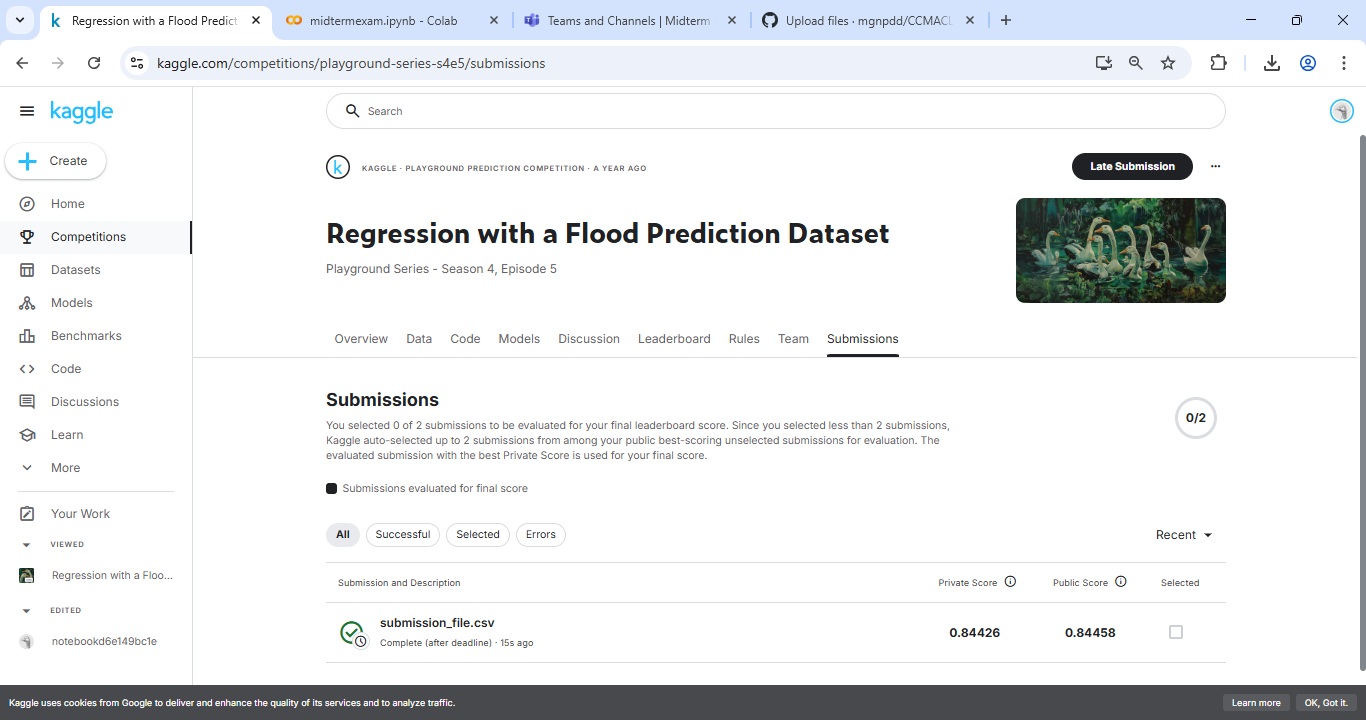 Regression with a Flood Predict
midtermexam.ipynb - Colab
Teams and Channels | Midterm
Upload files · mgnpdd/CCMACL
kaggle.com/competitions/playground-series-s4e5/submissions
kaggle
Search
Create
Home
Competitions
Datasets
Models
Benchmarks
Code
Discussions
Learn
More
Your Work
VIEWED
Regression with a Floo...
EDITED
notebookd6e149bc1e
KAGGLE · PLAYGROUND PREDICTION COMPETITION · A YEAR AGO
Late Submission
Regression with a Flood Prediction Dataset
Playground Series - Season 4, Episode 5
Overview Data Code Models Discussion Leaderboard Rules Team Submissions
Submissions
0/2
You selected 0 of 2 submissions to be evaluated for your final leaderboard score. Since you selected less than 2 submissions,
Kaggle auto-selected up to 2 submissions from among your public best-scoring unselected submissions for evaluation. The
evaluated submission with the best Private Score is used for your final score.
Submissions evaluated for final score
All Successful Selected Errors Recent
Submission and Description Private Score Public Score Selected
submission_file.csv
Complete (after deadline) · 15s ago
0.84426 0.84458
Kaggle uses cookies from Google to deliver and enhance the quality of its services and to analyze traffic.
Learn more
OK, Got it.